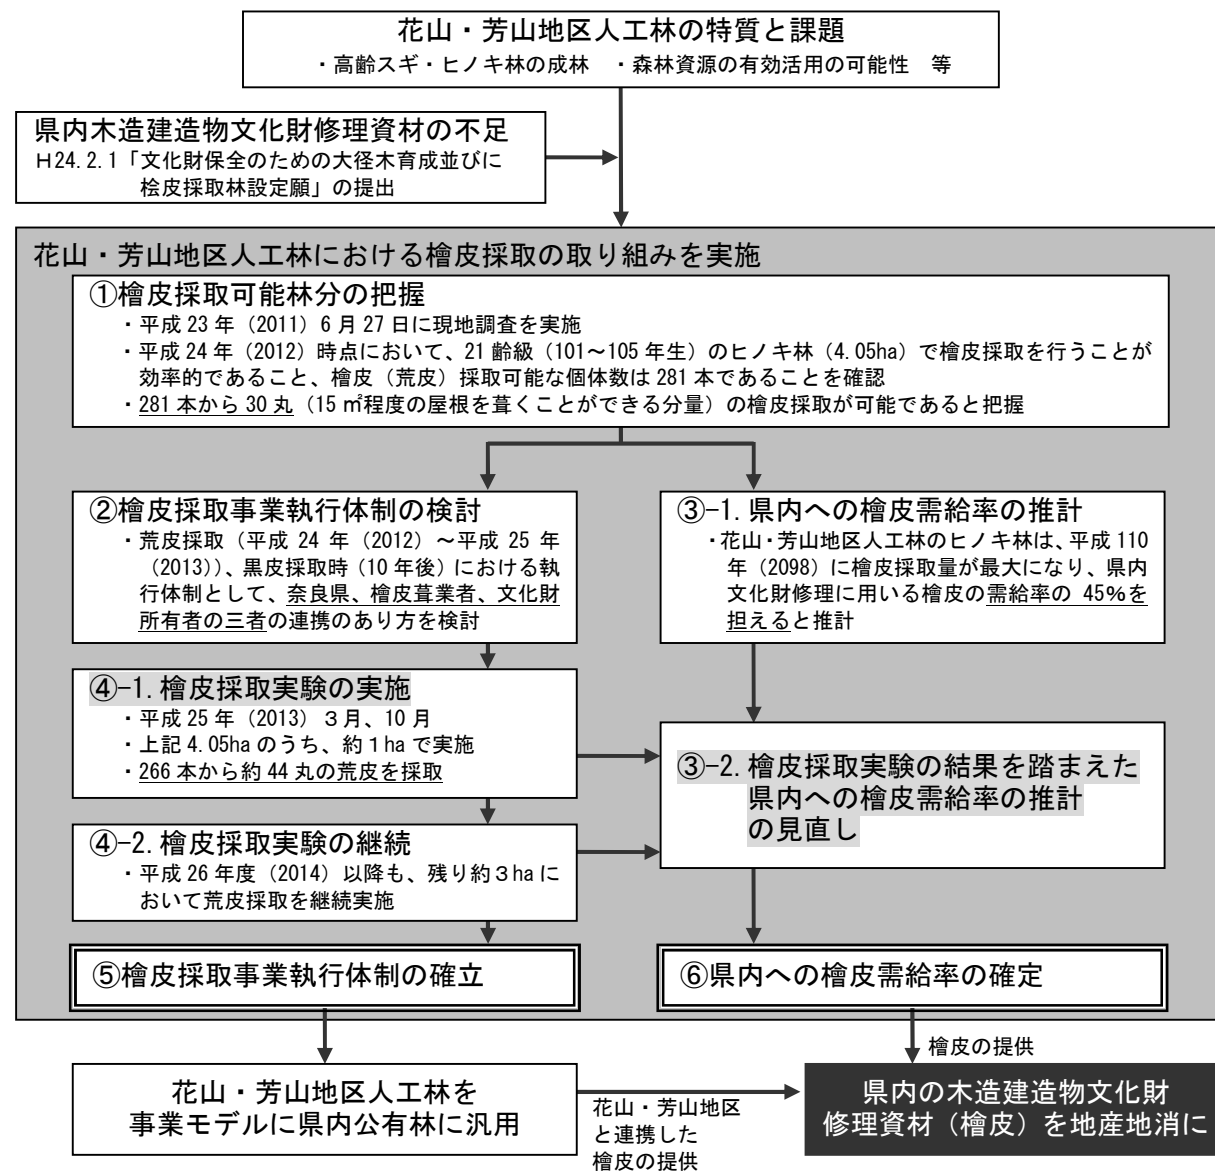 花山・芳山地区人工林の特質と課題
・高齢スギ・ヒノキ林の成林　・森林資源の有効活用の可能性　等
県内木造建造物文化財修理資材の不足
H24.2.1「文化財保全のための大径木育成並びに
桧皮採取林設定願」の提出
花山・芳山地区人工林における檜皮採取の取り組みを実施
①檜皮採取可能林分の把握
・平成 23 年（2011）6 月 27 日に現地調査を実施
・平成 24 年（2012）時点において、21 齢級（101～105 年生）のヒノキ林（4.05ha）で檜皮採取を行うことが
効率的であること、檜皮（荒皮）採取可能な個体数は 281 本であることを確認
・281 本から 30 丸（15 ㎡程度の屋根を葺くことができる分量）の檜皮採取が可能であると把握
②檜皮採取事業執行体制の検討
・荒皮採取（平成 24 年（2012）～平成 25 年
（2013））、黒皮採取時（10 年後）における執
行体制として、奈良県、檜皮葺業者、文化財
所有者の三者の連携のあり方を検討
③-1. 県内への檜皮需給率の推計
・花山・芳山地区人工林のヒノキ林は、平成 110
年（2098）に檜皮採取量が最大になり、県内
文化財修理に用いる檜皮の需給率の 45％を
担えると推計
④-1. 檜皮採取実験の実施
・平成 25 年（2013）３月、10 月
・上記 4.05ha のうち、約１ha で実施
・266 本から約 44 丸の荒皮を採取
③-2. 檜皮採取実験の結果を踏まえた
県内への檜皮需給率の推計
の見直し
④-2. 檜皮採取実験の継続
・平成 26 年度（2014）以降も、残り約３ha に
おいて荒皮採取を継続実施
⑤檜皮採取事業執行体制の確立
⑥県内への檜皮需給率の確定
檜皮の提供
花山・芳山地区人工林を
事業モデルに県内公有林に汎用
花山・芳山地区
と連携した
檜皮の提供
県内の木造建造物文化財
修理資材（檜皮）を地産地消に